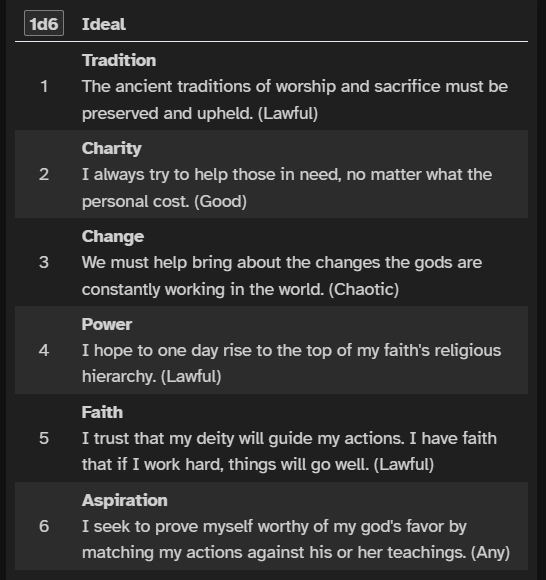 1d6 Ideal
Tradition
1 The ancient traditions of worship and sacrifice must be
preserved and upheld. (Lawful)
Charity
2 I always try to help those in need, no matter what the
personal cost. (Good)
Change
3 We must help bring about the changes the gods are
constantly working in the world. (Chaotic)
Power
4 I hope to one day rise to the top of my faith's religious
hierarchy. (Lawful)
Faith
5 I trust that my deity will guide my actions. I have faith
that if I work hard, things will go well. (Lawful)
Aspiration
6 I seek to prove myself worthy of my god's favor by
matching my actions against his or her teachings. (Any)